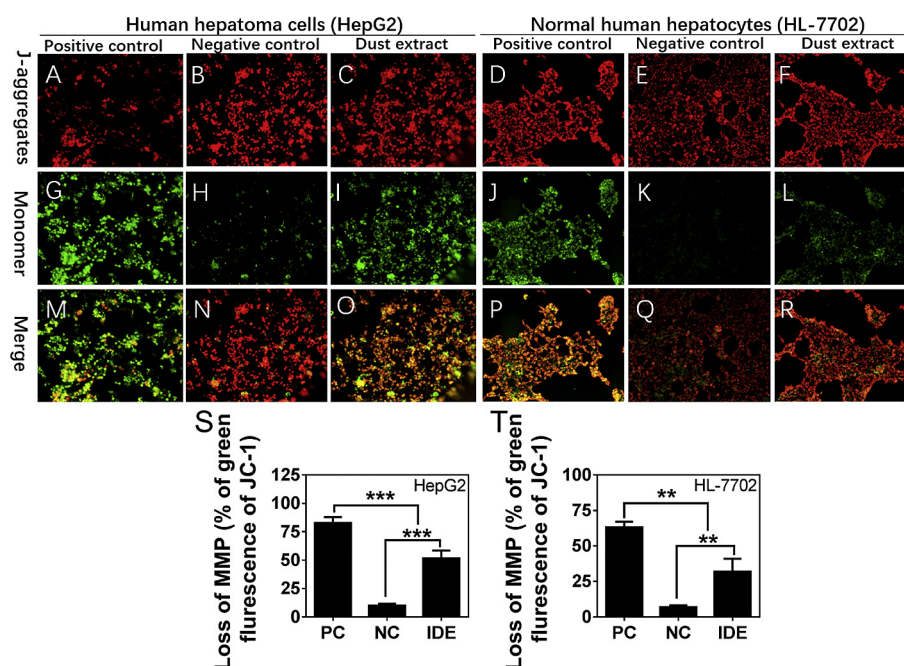 Human hepatoma cells (HepG2) Normal human hepatocytes (HL-7702)
Positive control Negative control Dust extract Positive control Negative control Dust extract
J-aggregates
A B C D E F
Monomer
G H I J K L
Merge
M N O P Q R
S
Loss of MMP (% of green
flurescence of JC-1)
125
100
75
50
25
0
HepG2
***
***
PC NC IDE
T
Loss of MMP (% of green
flurescence of JC-1)
100
75
50
25
0
HL-7702
**
**
PC NC IDE